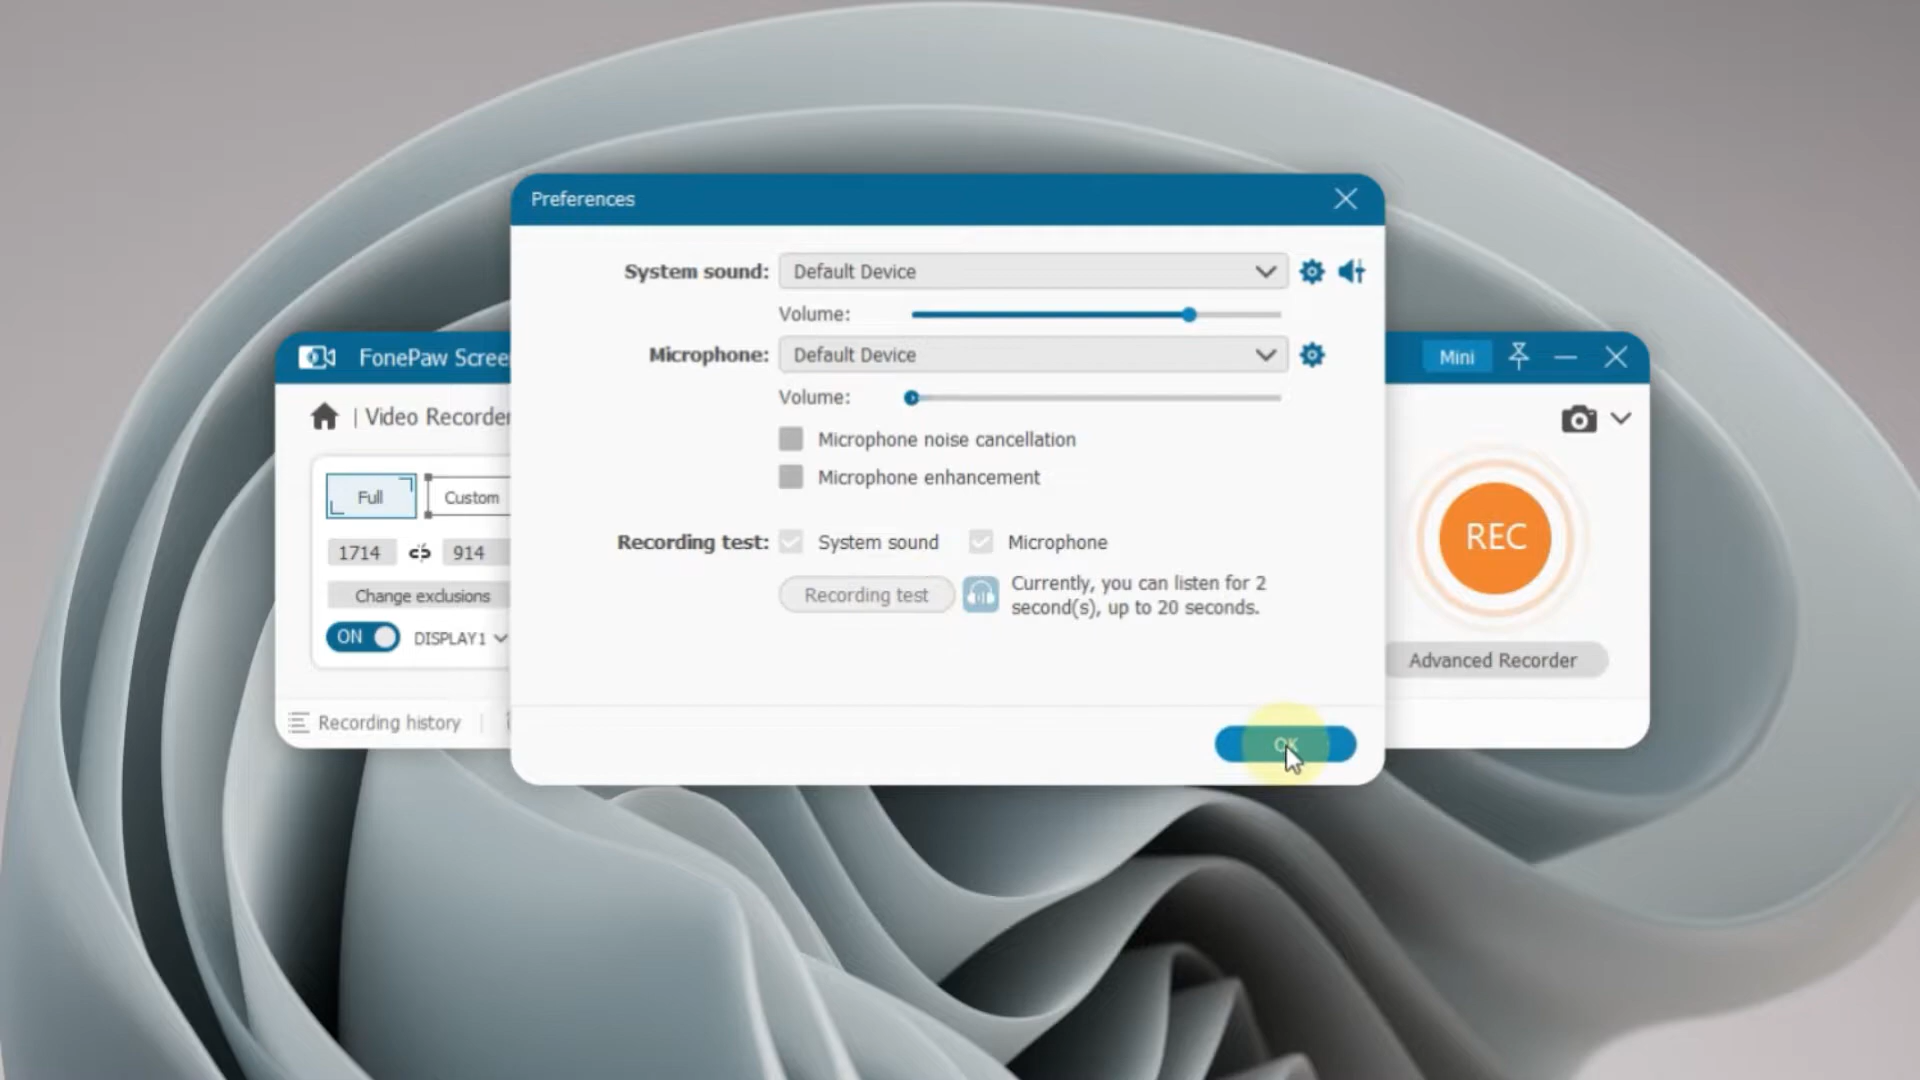 Preferences
System sound: Default Device
Volume:
Microphone: Default Device
Volume:
Microphone noise cancellation
Microphone enhancement
Recording test: System sound Microphone
Recording test Currently, you can listen for 2
second(s), up to 20 seconds.
OK
FonePaw Scree
Mini
| Video Recorder
Full Custom
1714 914
Change exclusions
ON DISPLAY1
Recording history
REC
Advanced Recorder